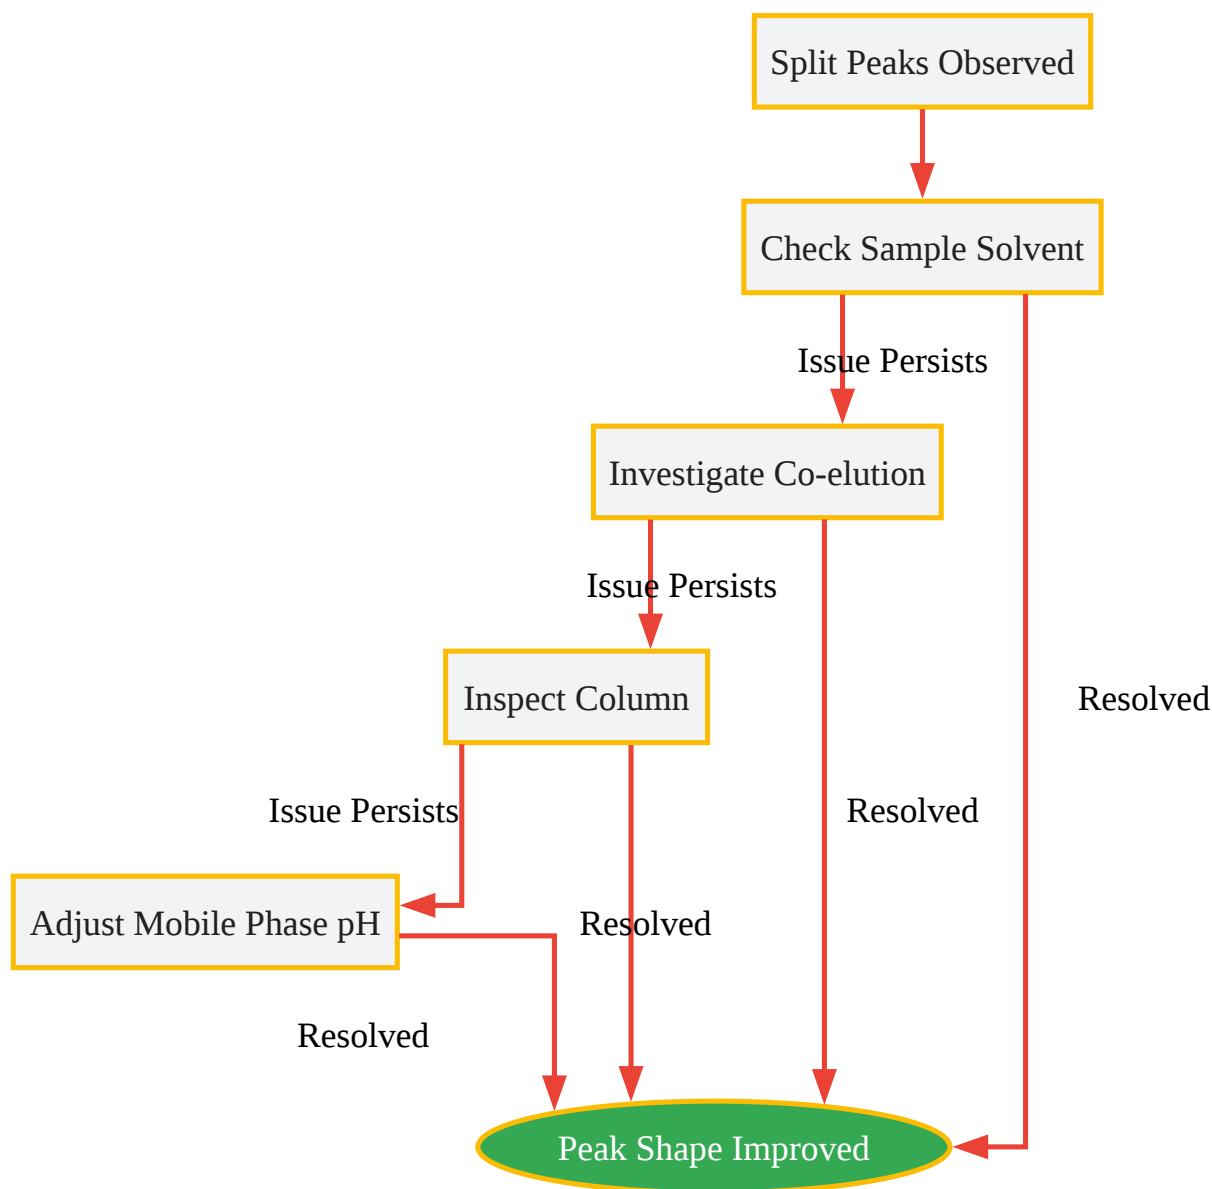 Split Peaks Observed
Check Sample Solvent
Issue Persists
Investigate Co-elution
Issue Persists
Inspect Column
Resolved
Issue Persists
Resolved
Adjust Mobile Phase pH
Resolved
Resolved
Peak Shape Improved